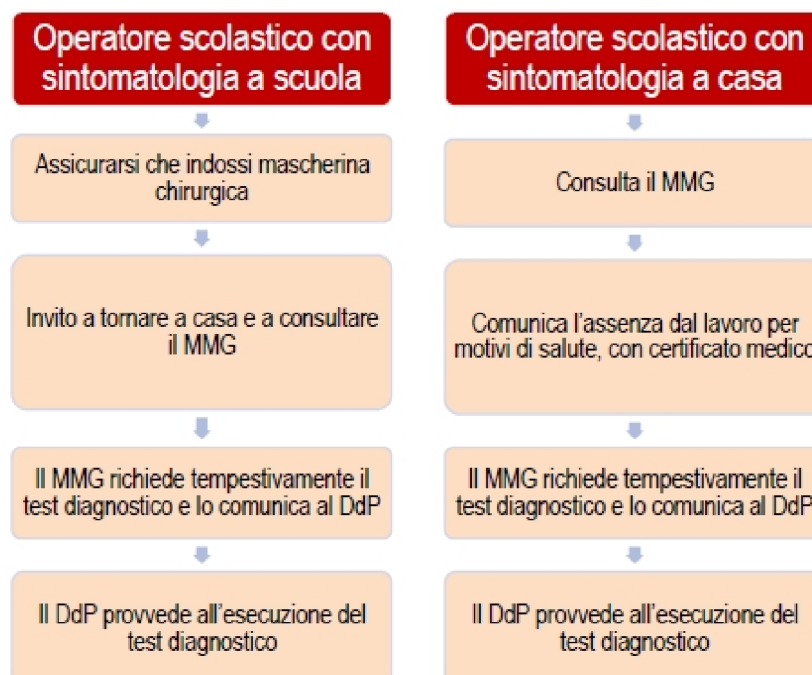 Operatore scolastico con
sintomatologia a scuola
Assicurarsi che indossi mascherina
chirurgica
Invito a tornare a casa e a consultare
il MMG
Il MMG richiede tempestivamente il
test diagnostico e lo comunica al DdP
Il DdP provvede all'esecuzione del
test diagnostico
Operatore scolastico con
sintomatologia a casa
Consulta il MMG
Comunica l'assenza dal lavoro per
motivi di salute, con certificato medico
Il MMG richiede tempestivamente il
test diagnostico e lo comunica al DdP
Il DdP provvede all'esecuzione del
test diagnostico